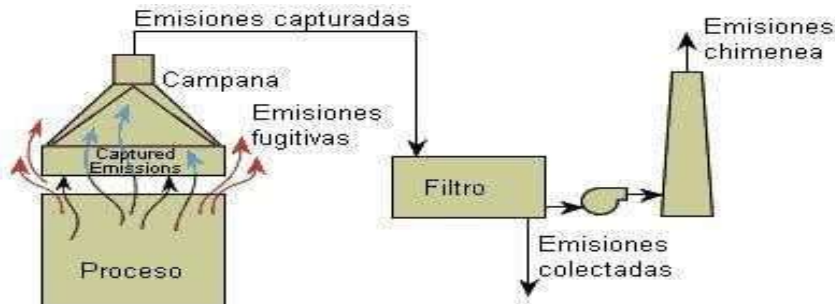 Emisiones capturadas
Emisiones
chimenea
Campana
Emisiones
fugitivas
Captured
Emissions
Filtro
Proceso
Emisiones
colectadas